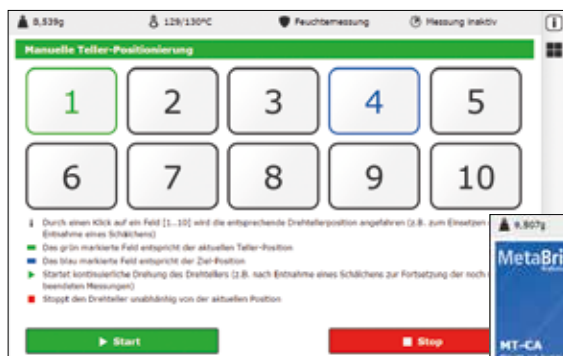 8,539g 129/130°C Feuchtemessung Messung inaktiv
Manuelle Teller-Positionierung
1 2 3 4 5
6 7 8 9 10
Durch einen Klick auf ein Feld [1...10] wird die entsprechende Drehtellerposition angefahren (z.B. zum Einsetzen
Entnahme eines Schälchens)
Das grün markierte Feld entspricht der aktuellen Teller-Position
Das blau markierte Feld entspricht der Ziel-Position
Startet kontinuierliche Drehung des Drehtellers (z.B. nach Entnahme eines Schälchens zur Fortsetzung der noch
beendeten Messungen)
Stoppt den Drehteller unabhängig von der aktuellen Position
Start Stop
9,807g
MetaBri
MT-CA